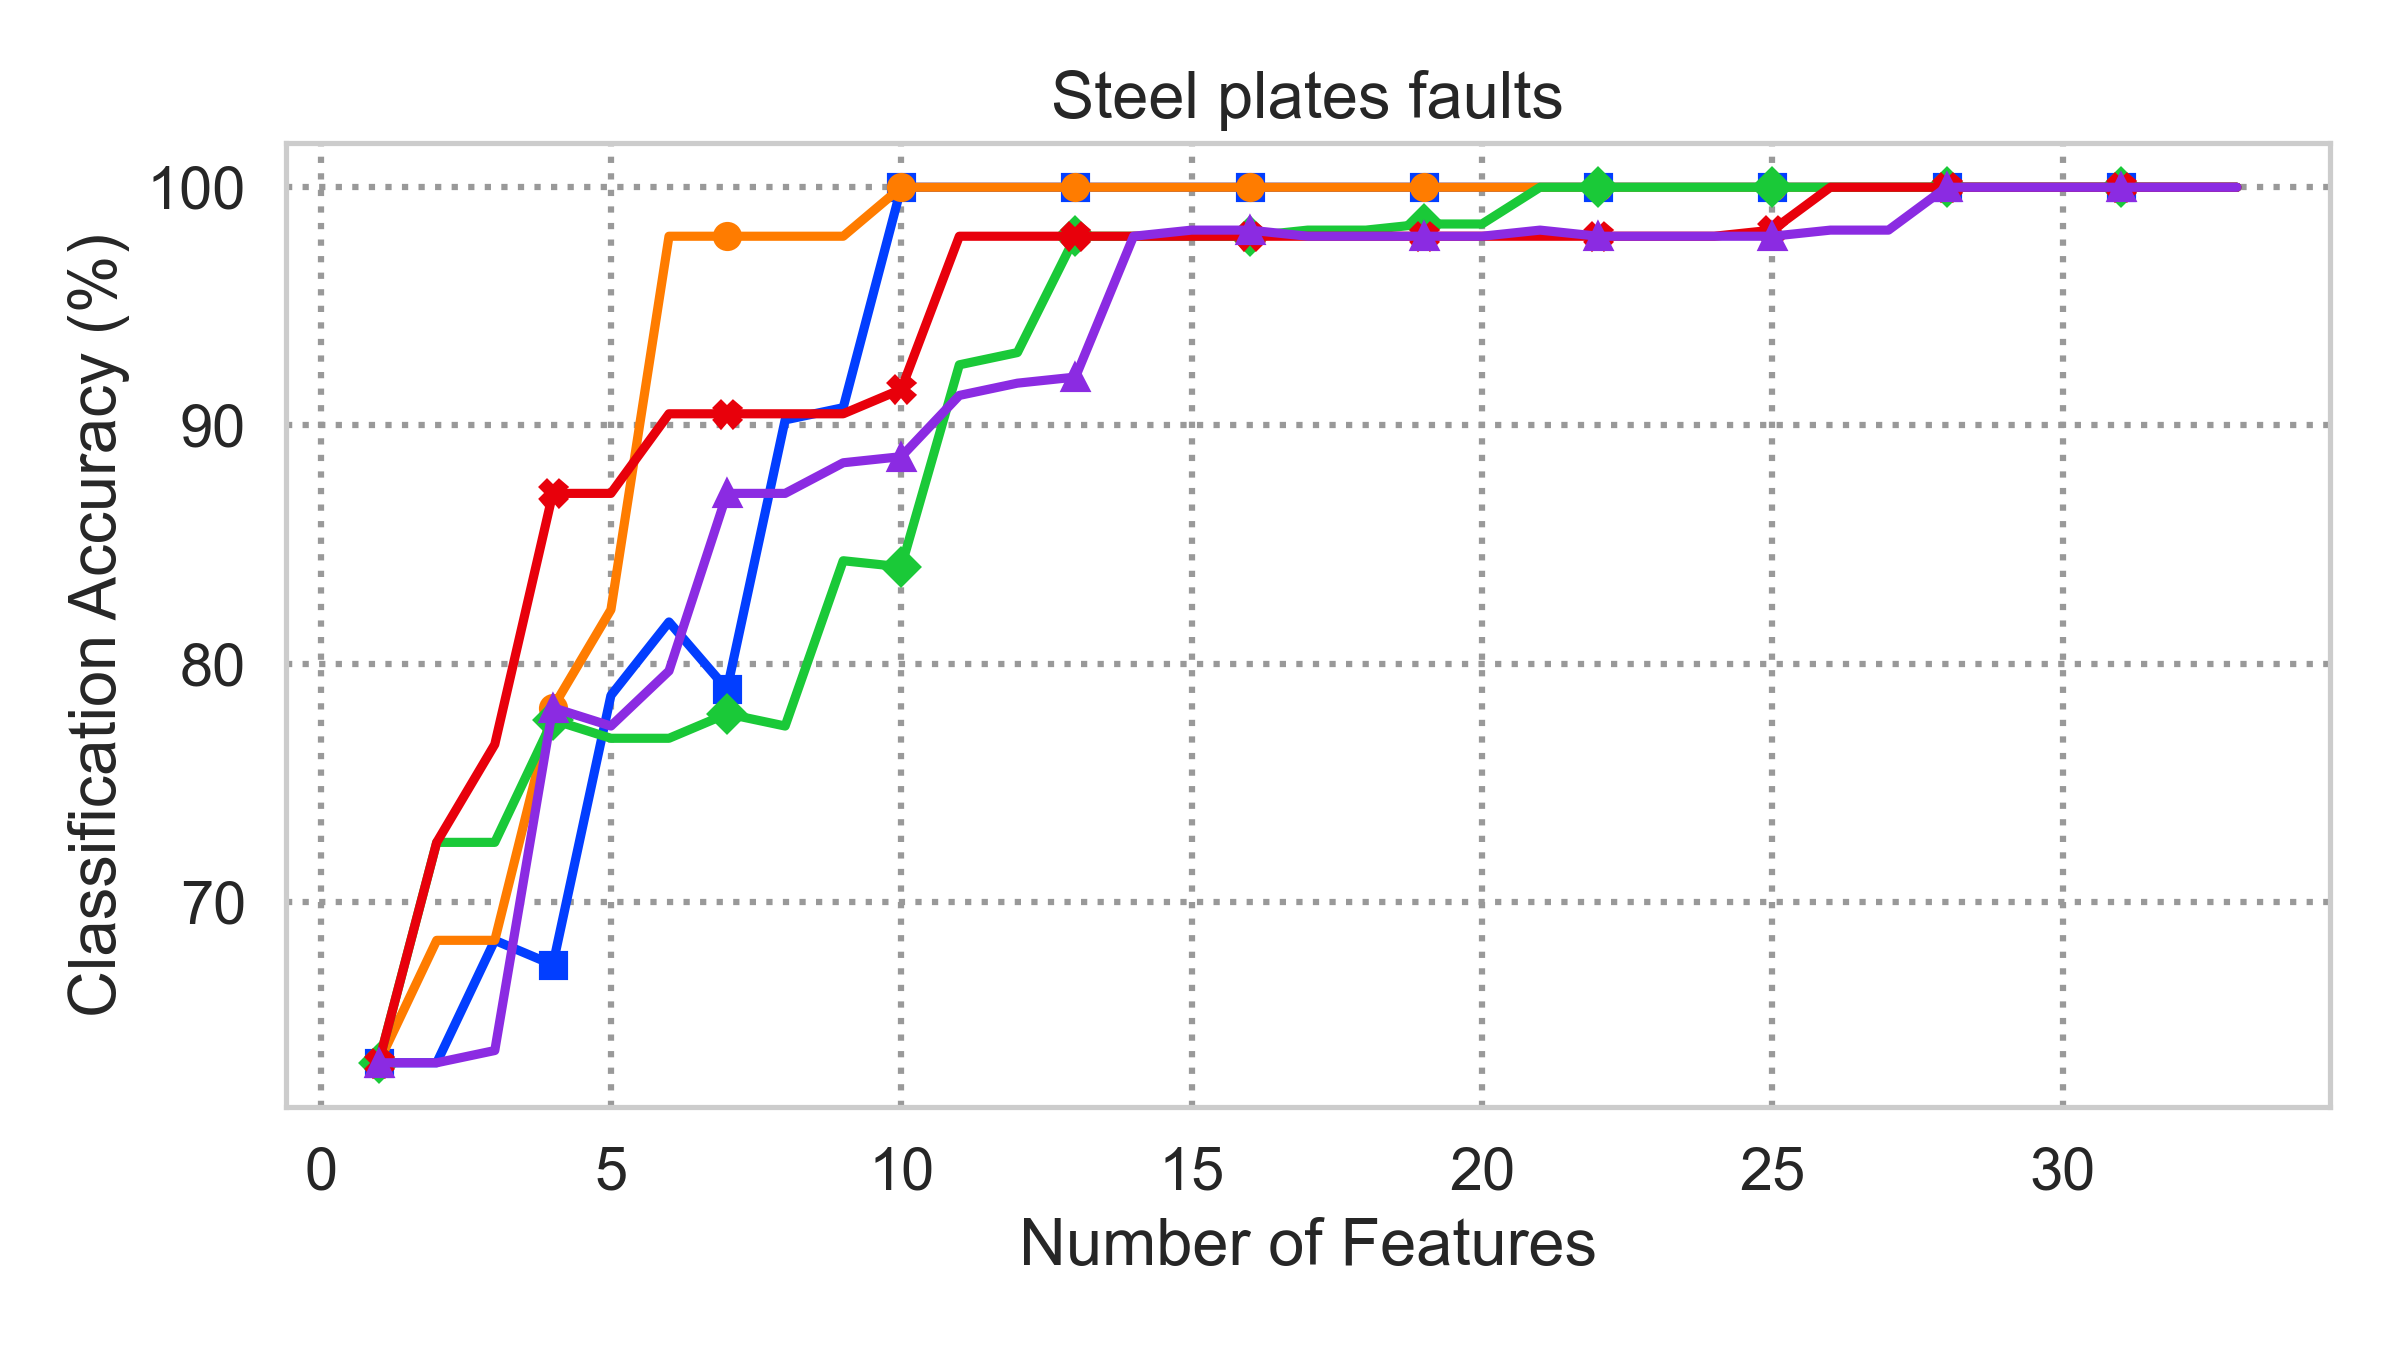 Steel plates faults
Classification Accuracy (%)
100
90
80
70
0 5 10 15 20 25 30
Number of Features